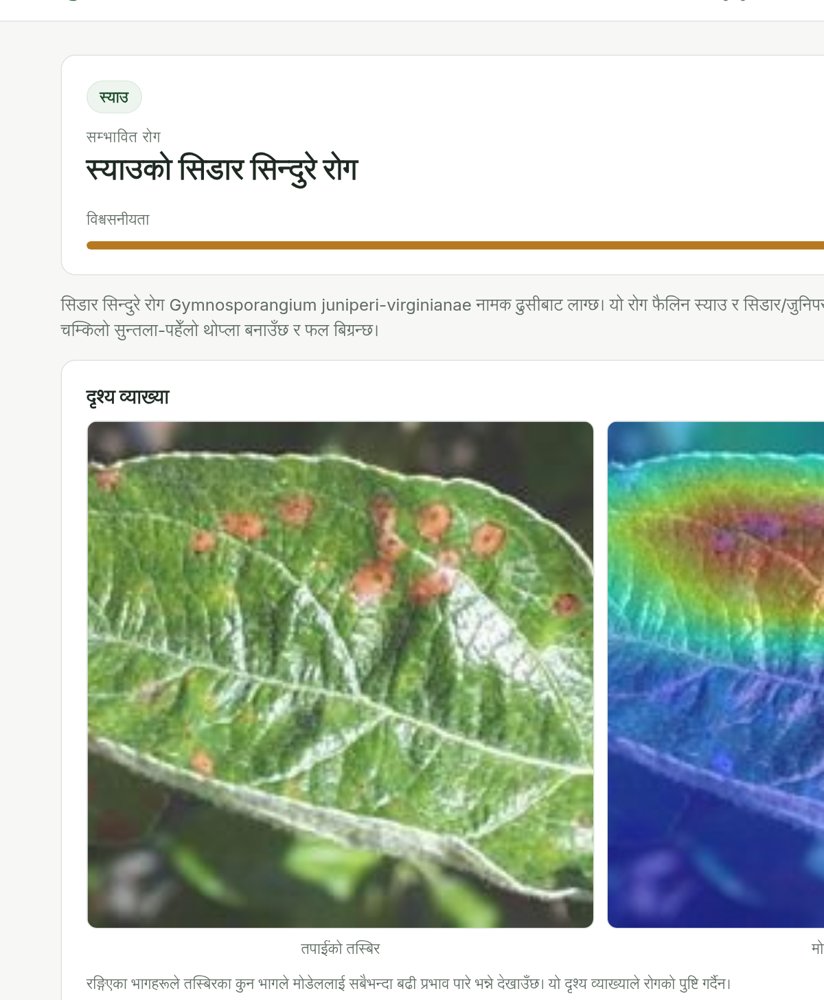 स्याउ
सम्भावित रोग
स्याउको सिडार सिन्दुरे रोग
विश्वसनीयता
सिडार सिन्दुरे रोग Gymnosporangium juniperi-virginianae नामक ढुसीबाट लाग्छ। यो रोग फैलिन स्याउ र
चम्किलो सुन्तला-पहेँलो थोप्ला बनाउँछ र फल बिग्रन्छ।
दृश्य व्याख्या
तपाईंको तस्बिर
रङ्गिएका भागहरूले तस्बिरका कुन भागले मोडेललाई सबैभन्दा बढी प्रभाव पारे भन्ने देखाउँछ। यो दृश्य व्याख्याले रोगको पुष्टि गर्दैन।